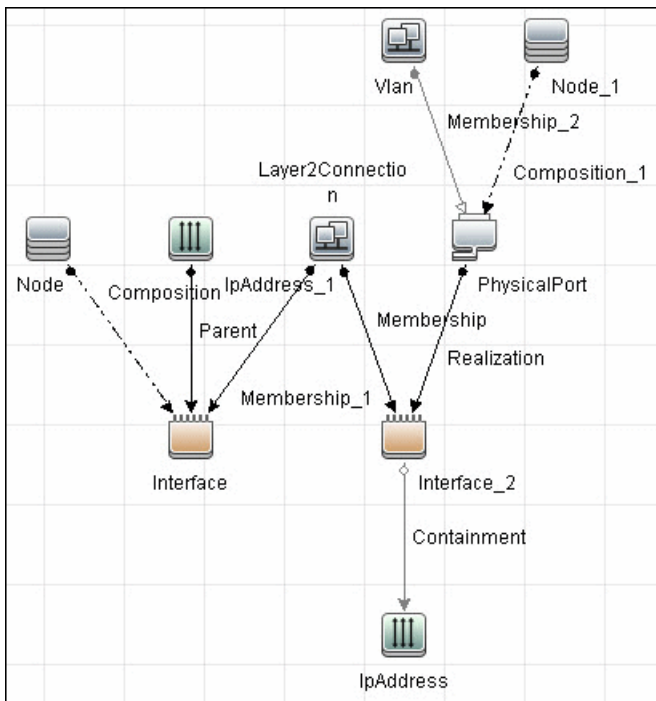 Vlan
Node_1
Membership_2
Composition_1
Layer2Connectio
n
Node
Composition
IpAddress_1
PhysicalPort
Parent
Membership
Realization
Membership_1
Interface
Interface_2
Containment
IpAddress